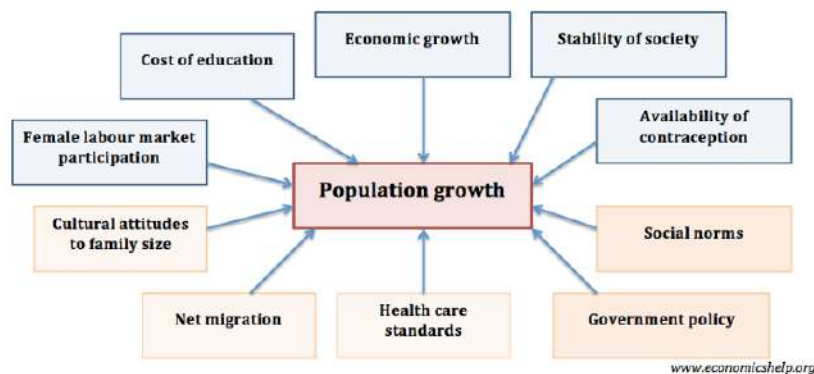 Economic growth
Stability of society
Cost of education
Availability of
contraception
Female labour market
participation
Population growth
Cultural attitudes
to family size
Social norms
Net migration
Health care
standards
Government policy
www.economicshelp.org